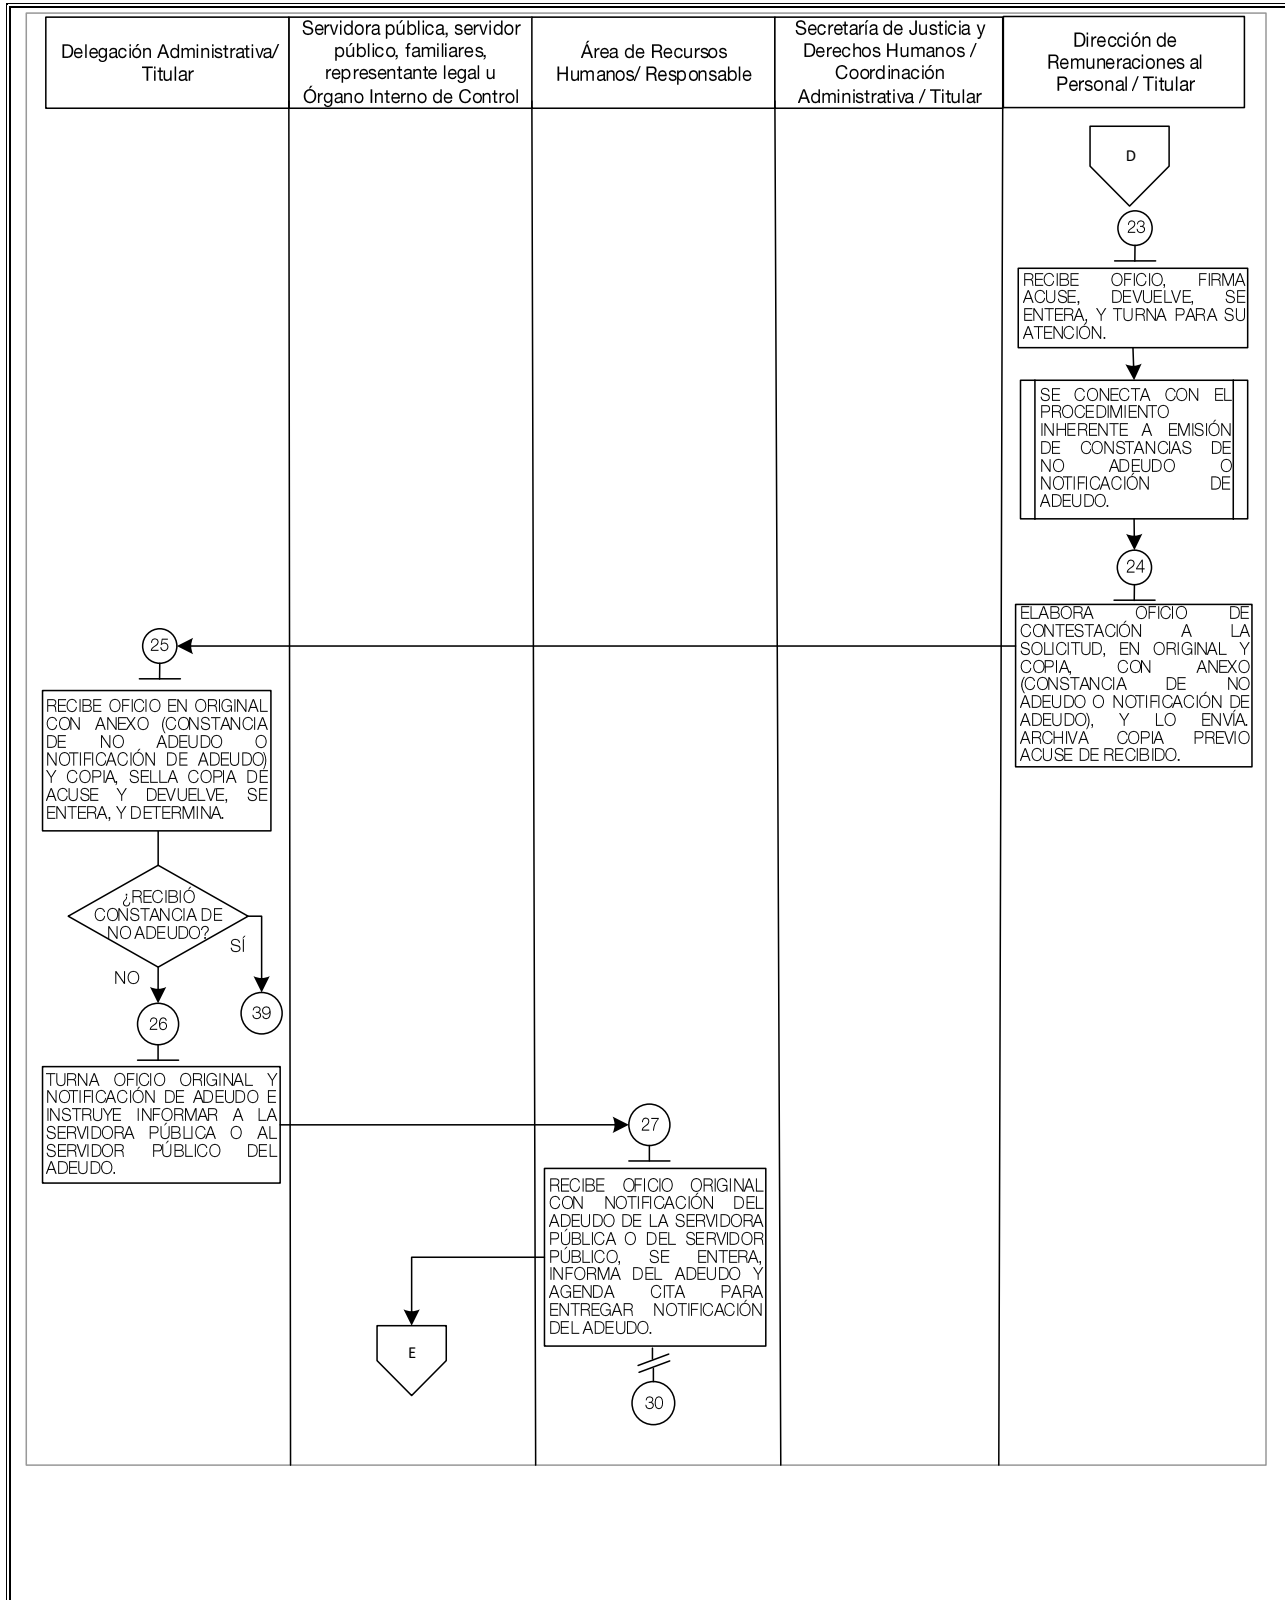 Delegación Administrativa/
Titular
Servidora pública, servidor
público, familiares,
representante legal u
Órgano Interno de Control
Área de Recursos
Humanos/ Responsable
Secretaría de Justicia y
Derechos Humanos /
Coordinación
Administrativa / Titular
Dirección de
Remuneraciones al
Personal / Titular
D
23
RECIBE OFICIO, FIRMA
ACUSE, DEVUELVE, SE
ENTERA, Y TURNA PARA SU
ATENCIÓN.
SE CONECTA CON EL
PROCEDIMIENTO
INHERENTE A EMISIÓN
DE CONSTANCIAS DE
NO ADEUDO O
NOTIFICACIÓN DE
ADEUDO.
24
ELABORA OFICIO DE
CONTESTACIÓN A LA
SOLICITUD, EN ORIGINAL Y
COPIA, CON ANEXO
(CONSTANCIA DE NO
ADEUDO O NOTIFICACIÓN DE
ADEUDO), Y LO ENVÍA.
ARCHIVA COPIA PREVIO
ACUSE DE RECIBIDO.
25
RECIBE OFICIO EN ORIGINAL
CON ANEXO (CONSTANCIA
DE NO ADEUDO O
NOTIFICACIÓN DE ADEUDO)
Y COPIA, SELLA COPIA DE
ACUSE Y DEVUELVE, SE
ENTERA, Y DETERMINA.
¿RECIBIÓ
CONSTANCIA DE
NO ADEUDO?
SÍ
NO
39
26
TURNA OFICIO ORIGINAL Y
NOTIFICACIÓN DE ADEUDO E
INSTRUYE INFORMAR A LA
SERVIDORA PÚBLICA O AL
SERVIDOR PÚBLICO DEL
ADEUDO.
27
RECIBE OFICIO ORIGINAL
CON NOTIFICACIÓN DEL
ADEUDO DE LA SERVIDORA
PÚBLICA O DEL SERVIDOR
PÚBLICO, SE ENTERA,
INFORMA DEL ADEUDO Y
AGENDA CITA PARA
ENTREGAR NOTIFICACIÓN
DEL ADEUDO.
E
30